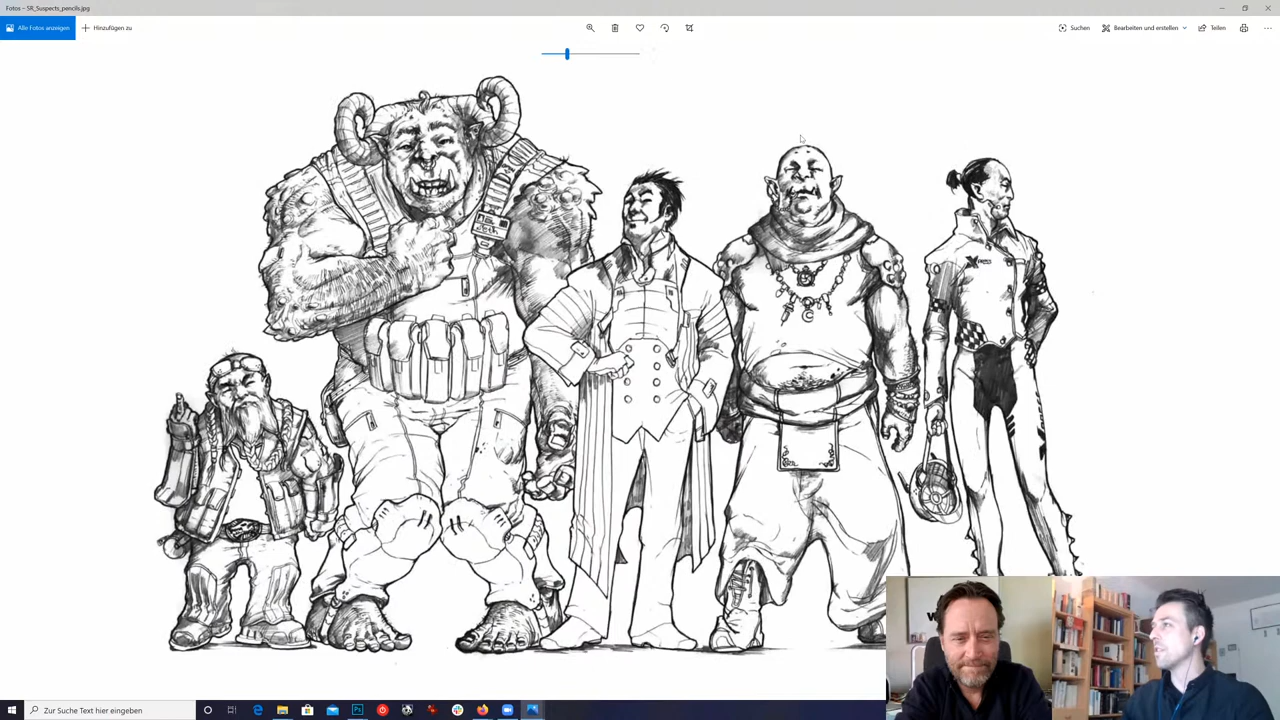 Fotos – SR_Suspects_pencils.jpg
Alle Fotos anzeigen
Hinzufügen zu
Suchen
Bearbeiten und erstellen
Teilen
Zur Suche Text hier eingeben